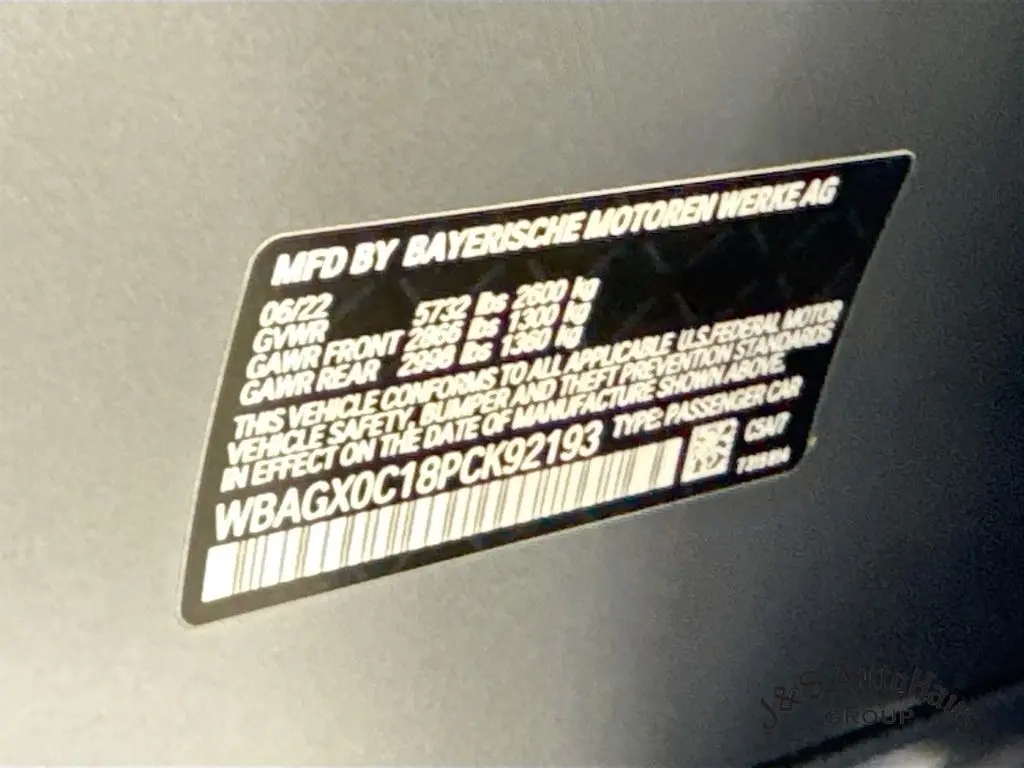 MFD BY BAYERISCHE MOTOREN WERKE AG
06/22
GVWR 5732 lbs 2600 kg
GAWR FRONT 2866 lbs 1300 kg
GAWR REAR 2998 lbs 1360 kg
THIS VEHICLE CONFORMS TO ALL APPLICABLE U.S.FEDERAL MOTOR
VEHICLE SAFETY, BUMPER AND THEFT PREVENTION STANDARDS
IN EFFECT ON THE DATE OF MANUFACTURE SHOWN ABOVE.
WBAGX0C18PCK92193 TYPE: PASSENGER CAR
J&S AutoHaus
GROUP